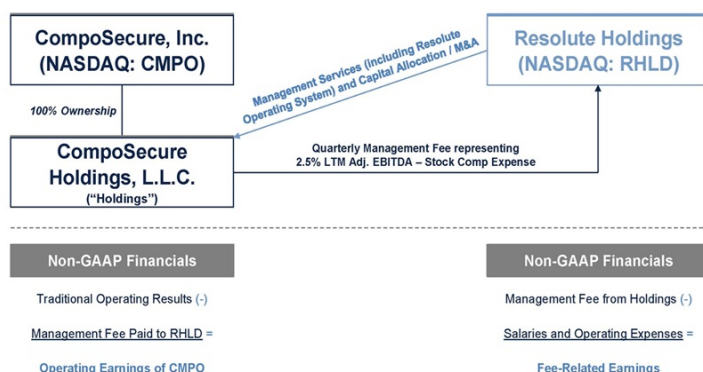 CompoSecure, Inc.
(NASDAQ: CMPO)
Resolute Holdings
(NASDAQ: RHLD)
Management Services (including Resolute
Operating System) and Capital Allocation / M&A
100% Ownership
CompoSecure
Holdings, L.L.C.
("Holdings")
Quarterly Management Fee representing
2.5% LTM Adj. EBITDA – Stock Comp Expense
Non-GAAP Financials
Traditional Operating Results (-)
Management Fee Paid to RHLD =
Operating Earnings of CMPO
Non-GAAP Financials
Management Fee from Holdings (-)
Salaries and Operating Expenses =
Fee-Related Earnings